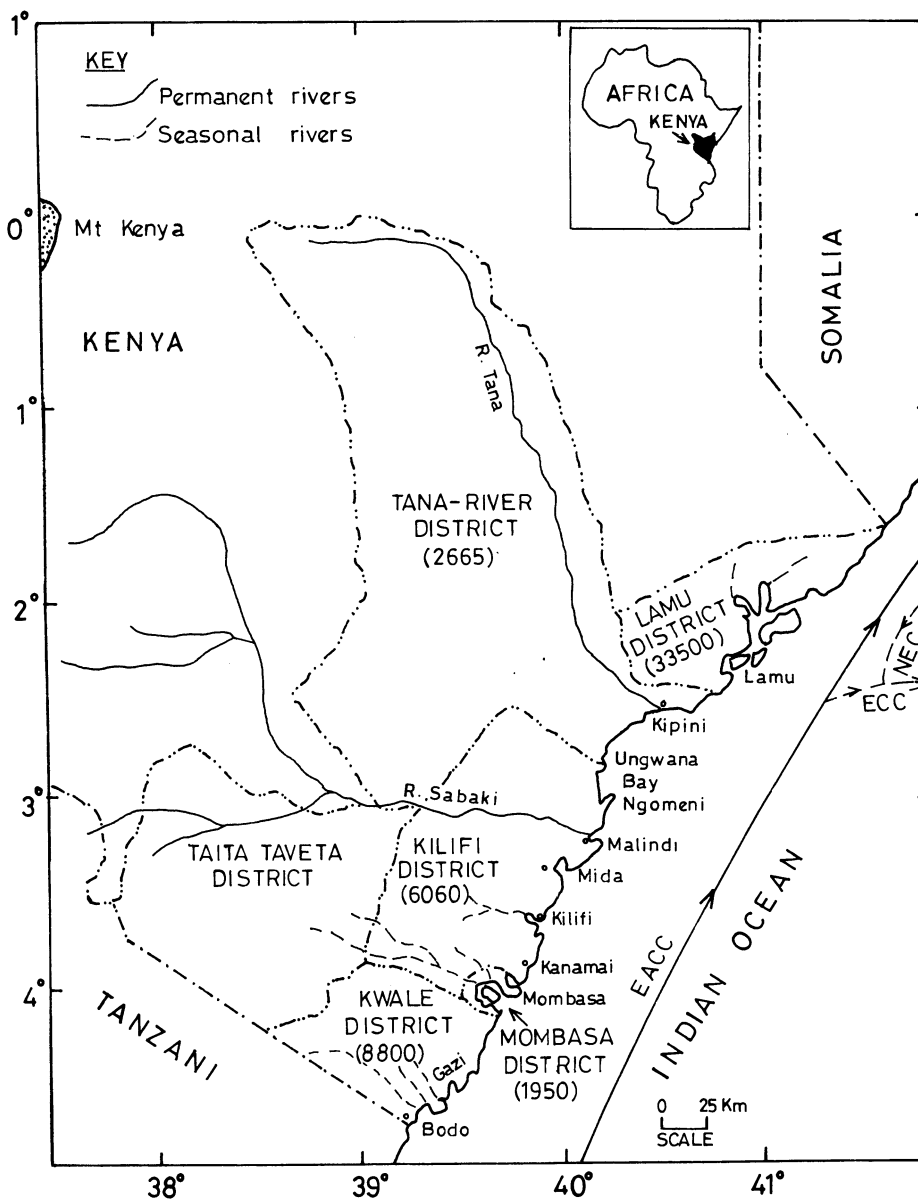 1°
KEY
Permanent rivers
Seasonal rivers
AFRICA
KENYA
0°
Mt Kenya
KENYA
SOMALIA
R. Tana
1°
TANA-RIVER
DISTRICT
(2665)
2°
LAMU
DISTRICT
(33500)
Lamu
NEC
ECC
Kipini
Ungwana
Bay
Ngomeni
3°
R. Sabaki
Malindi
TAITA TAVETA
DISTRICT
KILIFI
DISTRICT
(6060)
Mida
Kilifi
Kanamai
Mombasa
4°
TANZANI
KWALE
DISTRICT
(8800)
Gazi
MOMBASA
DISTRICT
(1950)
EACC
INDIAN OCEAN
Bodo
0 25 Km
SCALE
38° 39° 40° 41°